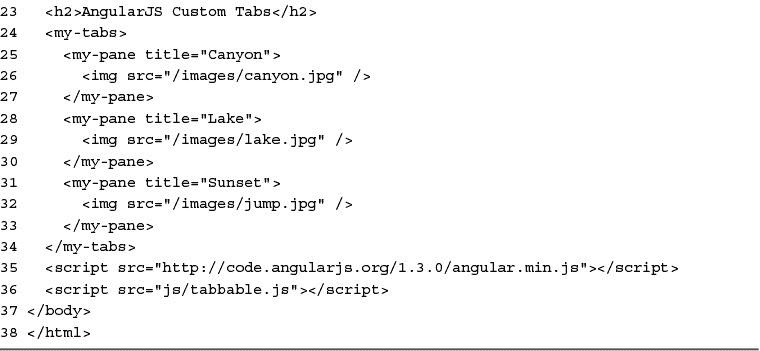 23   <h2>AngularJS Custom Tabs</h2>
24   <my-tabs>
25     <my-pane title="Canyon">
26       <img src="/images/canyon.jpg" />
27     </my-pane>
28     <my-pane title="Lake">
29       <img src="/images/lake.jpg" />
30     </my-pane>
31     <my-pane title="Sunset">
32       <img src="/images/jump.jpg" />
33     </my-pane>
34   </my-tabs>
35   <script src="http://code.angularjs.org/1.3.0/angular.min.js"></script>
36   <script src="js/tabbable.js"></script>
37 </body>
38 </html>